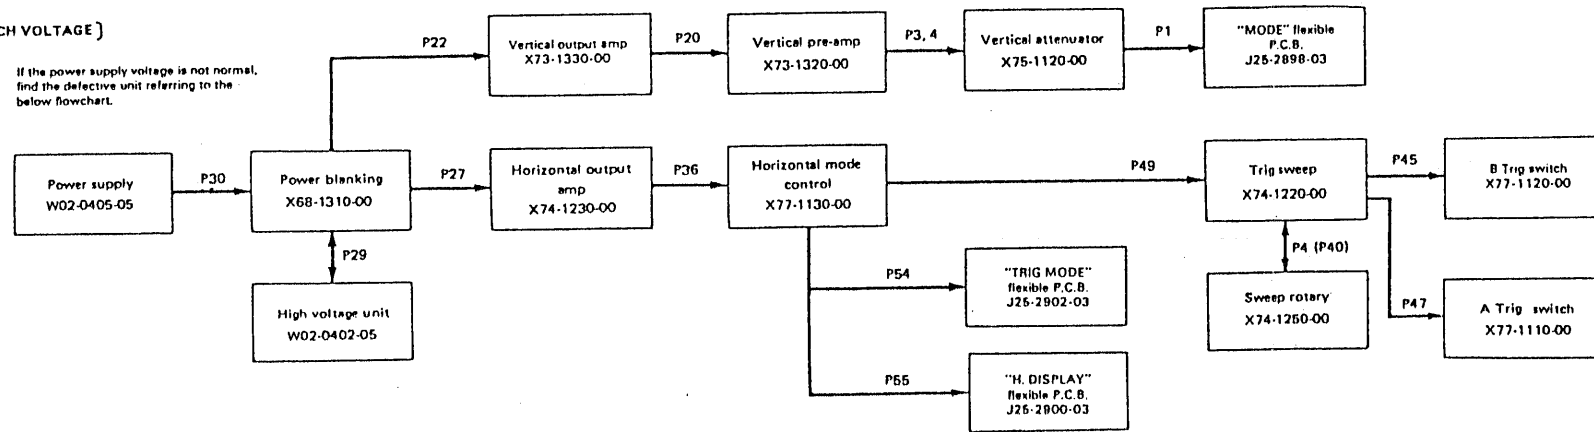 CH VOLTAGE]
If the power supply voltage is not normal,
find the defective unit referring to the
below flowchart.
P22
Vertical output amp
X73-1330-00
P20
Vertical pre-amp
X73-1320-00
P3, 4
Vertical attenuator
X75-1120-00
P1
"MODE" flexible
P.C.B.
J25-2898-03
Power supply
W02-0405-05
P30
Power blanking
X68-1310-00
P27
Horizontal output
amp
X74-1230-00
P36
Horizontal mode
control
X77-1130-00
P49
Trig sweep
X74-1220-00
P45
B Trig switch
X77-1120-00
P29
High voltage unit
W02-0402-05
P54
"TRIG MODE"
flexible P.C.B.
J25-2902-03
P4 (P40)
Sweep rotary
X74-1250-00
P47
A Trig switch
X77-1110-00
P55
"H. DISPLAY"
flexible P.C.B.
J25-2900-03